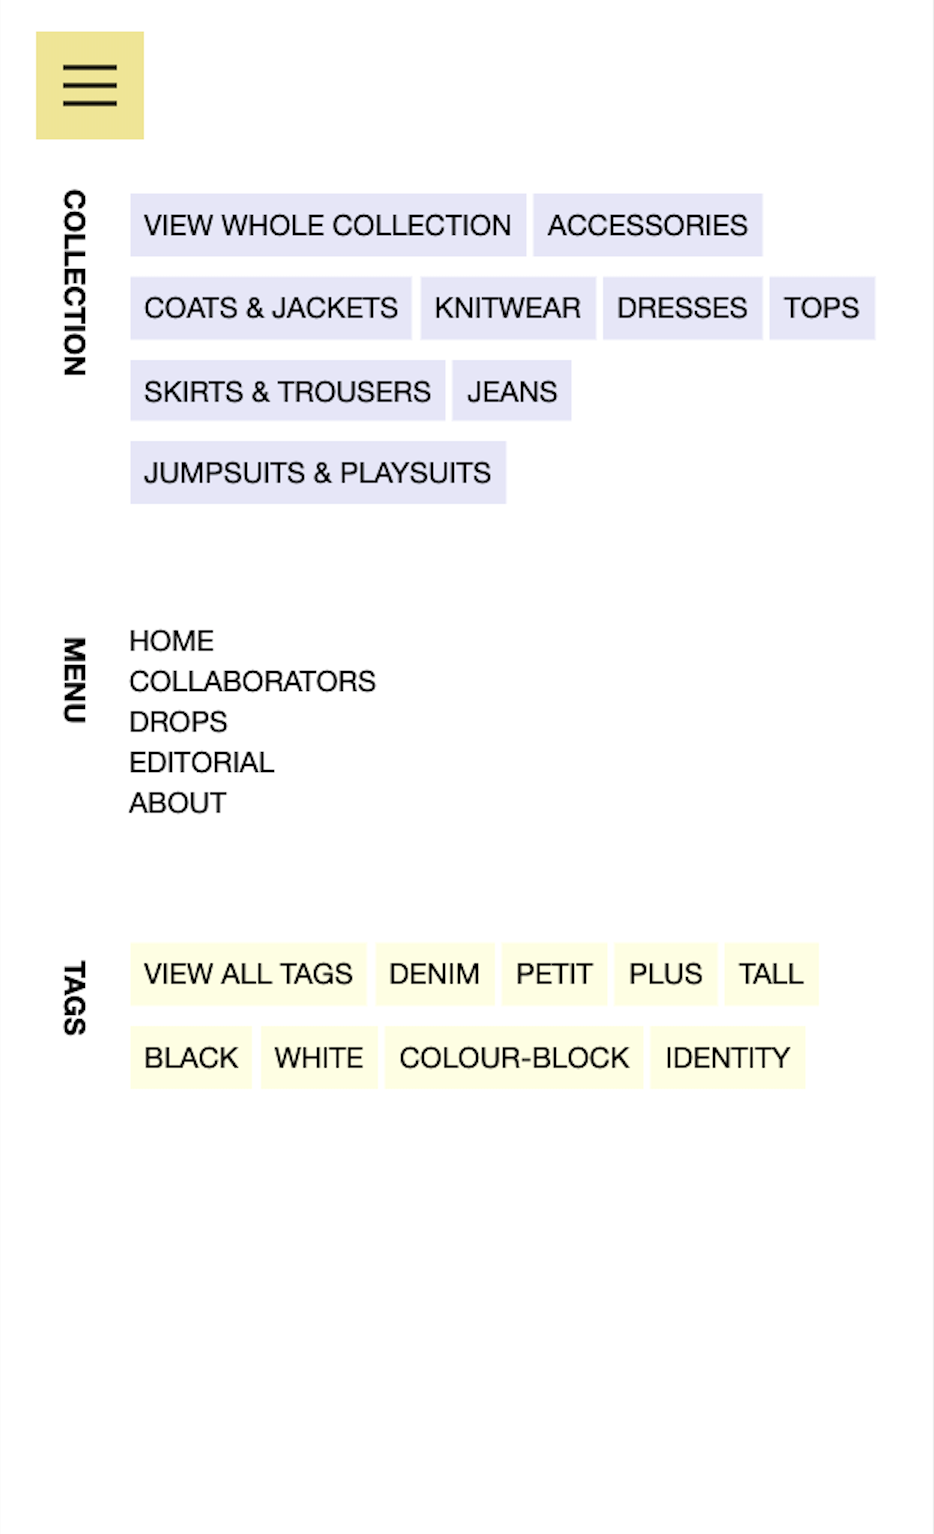 COLLECTION
VIEW WHOLE COLLECTION ACCESSORIES
COATS & JACKETS KNITWEAR DRESSES TOPS
SKIRTS & TROUSERS JEANS
JUMPSUITS & PLAYSUITS
MENU
HOME
COLLABORATORS
DROPS
EDITORIAL
ABOUT
TAGS
VIEW ALL TAGS DENIM PETIT PLUS TALL
BLACK WHITE COLOUR-BLOCK IDENTITY